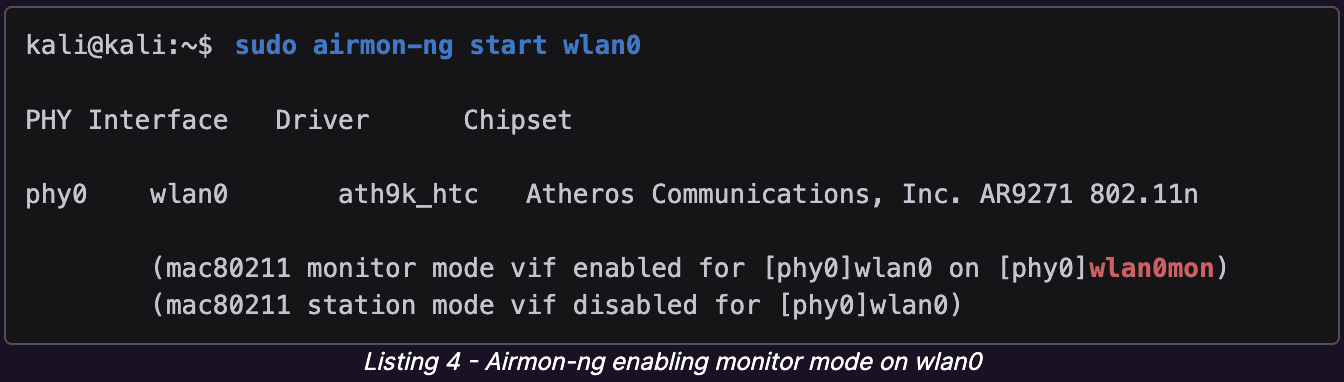 kali@kali:~$ sudo airmon-ng start wlan0
PHY Interface   Driver      Chipset
phy0    wlan0       ath9k_htc   Atheros Communications, Inc. AR9271 802.11n
(mac80211 monitor mode vif enabled for [phy0]wlan0 on [phy0]wlan0mon)
(mac80211 station mode vif disabled for [phy0]wlan0)
Listing 4 - Airmon-ng enabling monitor mode on wlan0